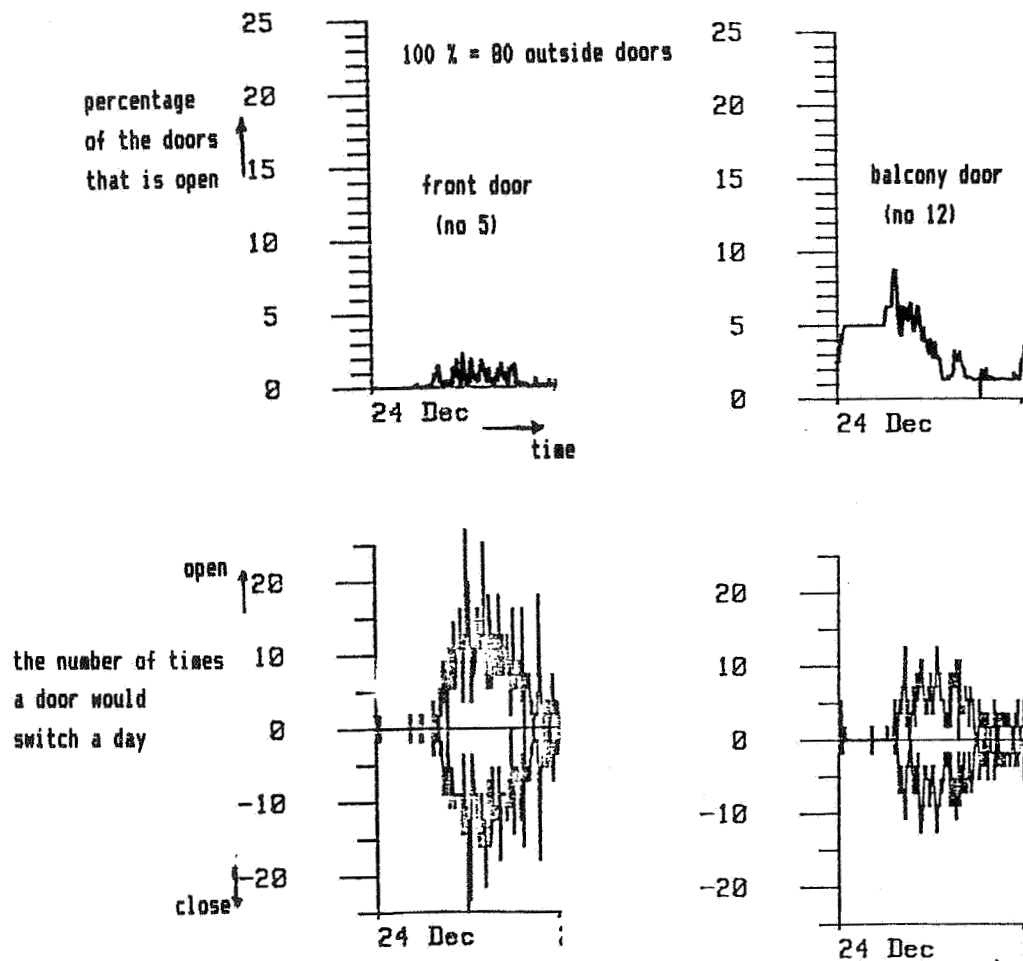 100 % = 80 outside doors
percentage
of the doors
that is open
25
20
15
10
5
0
front door
(no 5)
24 Dec
time
25
20
15
10
5
0
balcony door
(no 12)
24 Dec
open
the number of times
a door would
switch a day
close
20
10
0
-10
-20
24 Dec
20
10
0
-10
-20
24 Dec